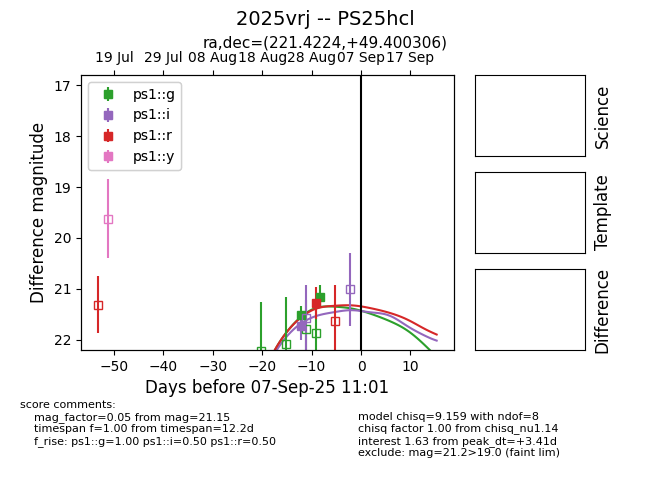 2025vrj -- PS25hcl
ra,dec=(221.4224,+49.400306)
19 Jul 29 Jul 08 Aug 18 Aug 28 Aug 07 Sep 17 Sep
17
18
19
20
21
22
Difference magnitude
ps1::g
ps1::i
ps1::r
ps1::y
−50 −40 −30 −20 −10 0 10
Days before 07-Sep-25 11:01
Science
Template
Difference
score comments:
mag_factor=0.05 from mag=21.15
timespan f=1.00 from timespan=12.2d
f_rise: ps1::g=1.00 ps1::i=0.50 ps1::r=0.50
model chisq=9.159 with ndof=8
chisq factor 1.00 from chisq_nu1.14
interest 1.63 from peak_dt=+3.41d
exclude: mag=21.2>19.0 (faint lim)